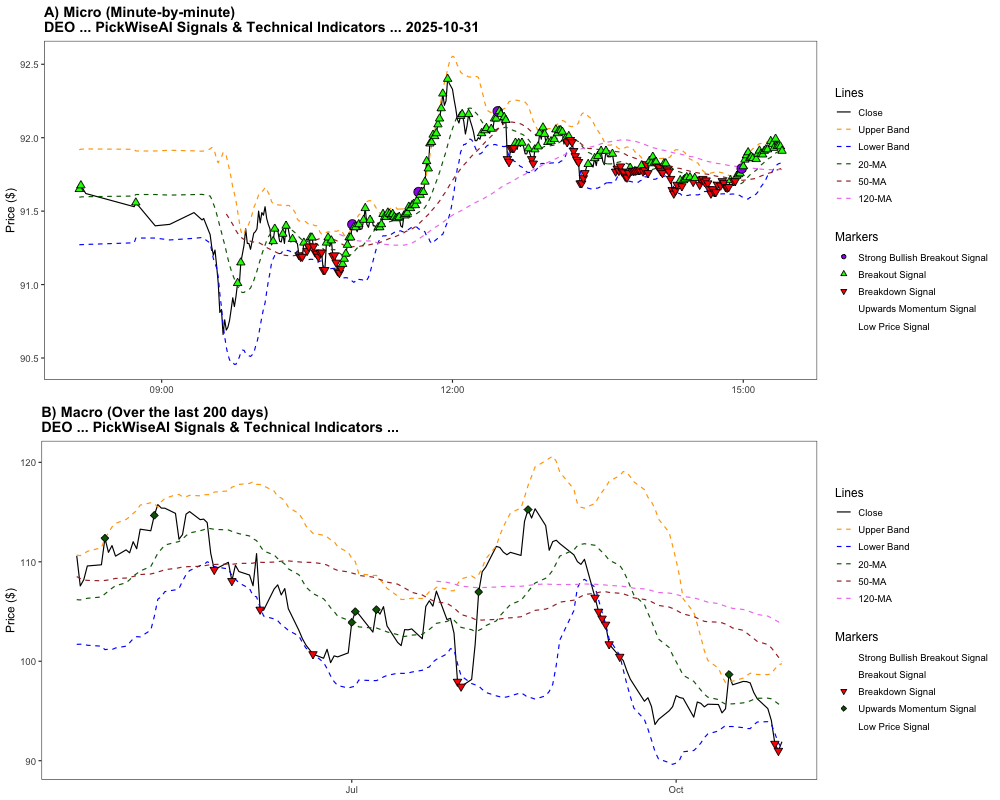 A) Micro (Minute-by-minute)
DEO ... PickWiseAI Signals & Technical Indicators ... 2025-10-31
Price ($)
92.5
92.0
91.5
91.0
90.5
09:00
12:00
15:00
Lines
Close
Upper Band
Lower Band
20-MA
50-MA
120-MA
Markers
Strong Bullish Breakout Signal
Breakout Signal
Breakdown Signal
Upwards Momentum Signal
Low Price Signal
B) Macro (Over the last 200 days)
DEO ... PickWiseAI Signals & Technical Indicators ...
Price ($)
120
110
100
90
Jul
Oct
Lines
Close
Upper Band
Lower Band
20-MA
50-MA
120-MA
Markers
Strong Bullish Breakout Signal
Breakout Signal
Breakdown Signal
Upwards Momentum Signal
Low Price Signal